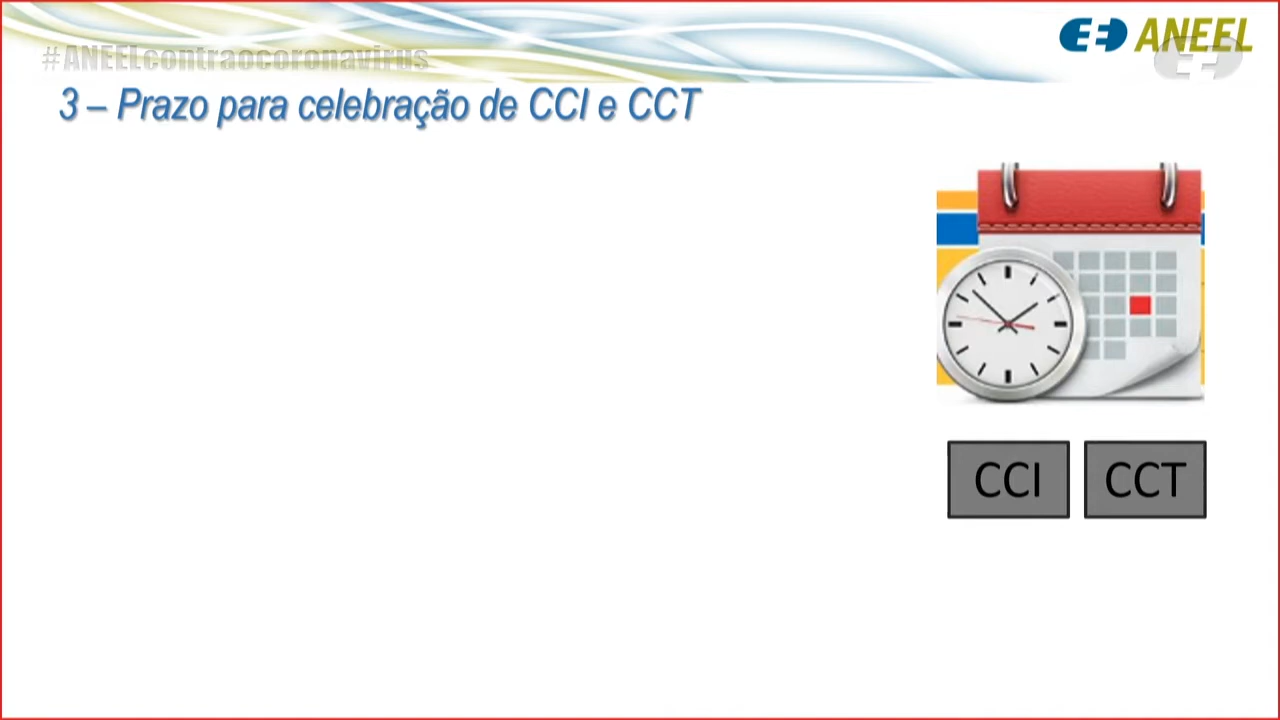 ANEEL
#ANEELcontraocoronavirus
3 – Prazo para celebração de CCI e CCT
CCI
CCT